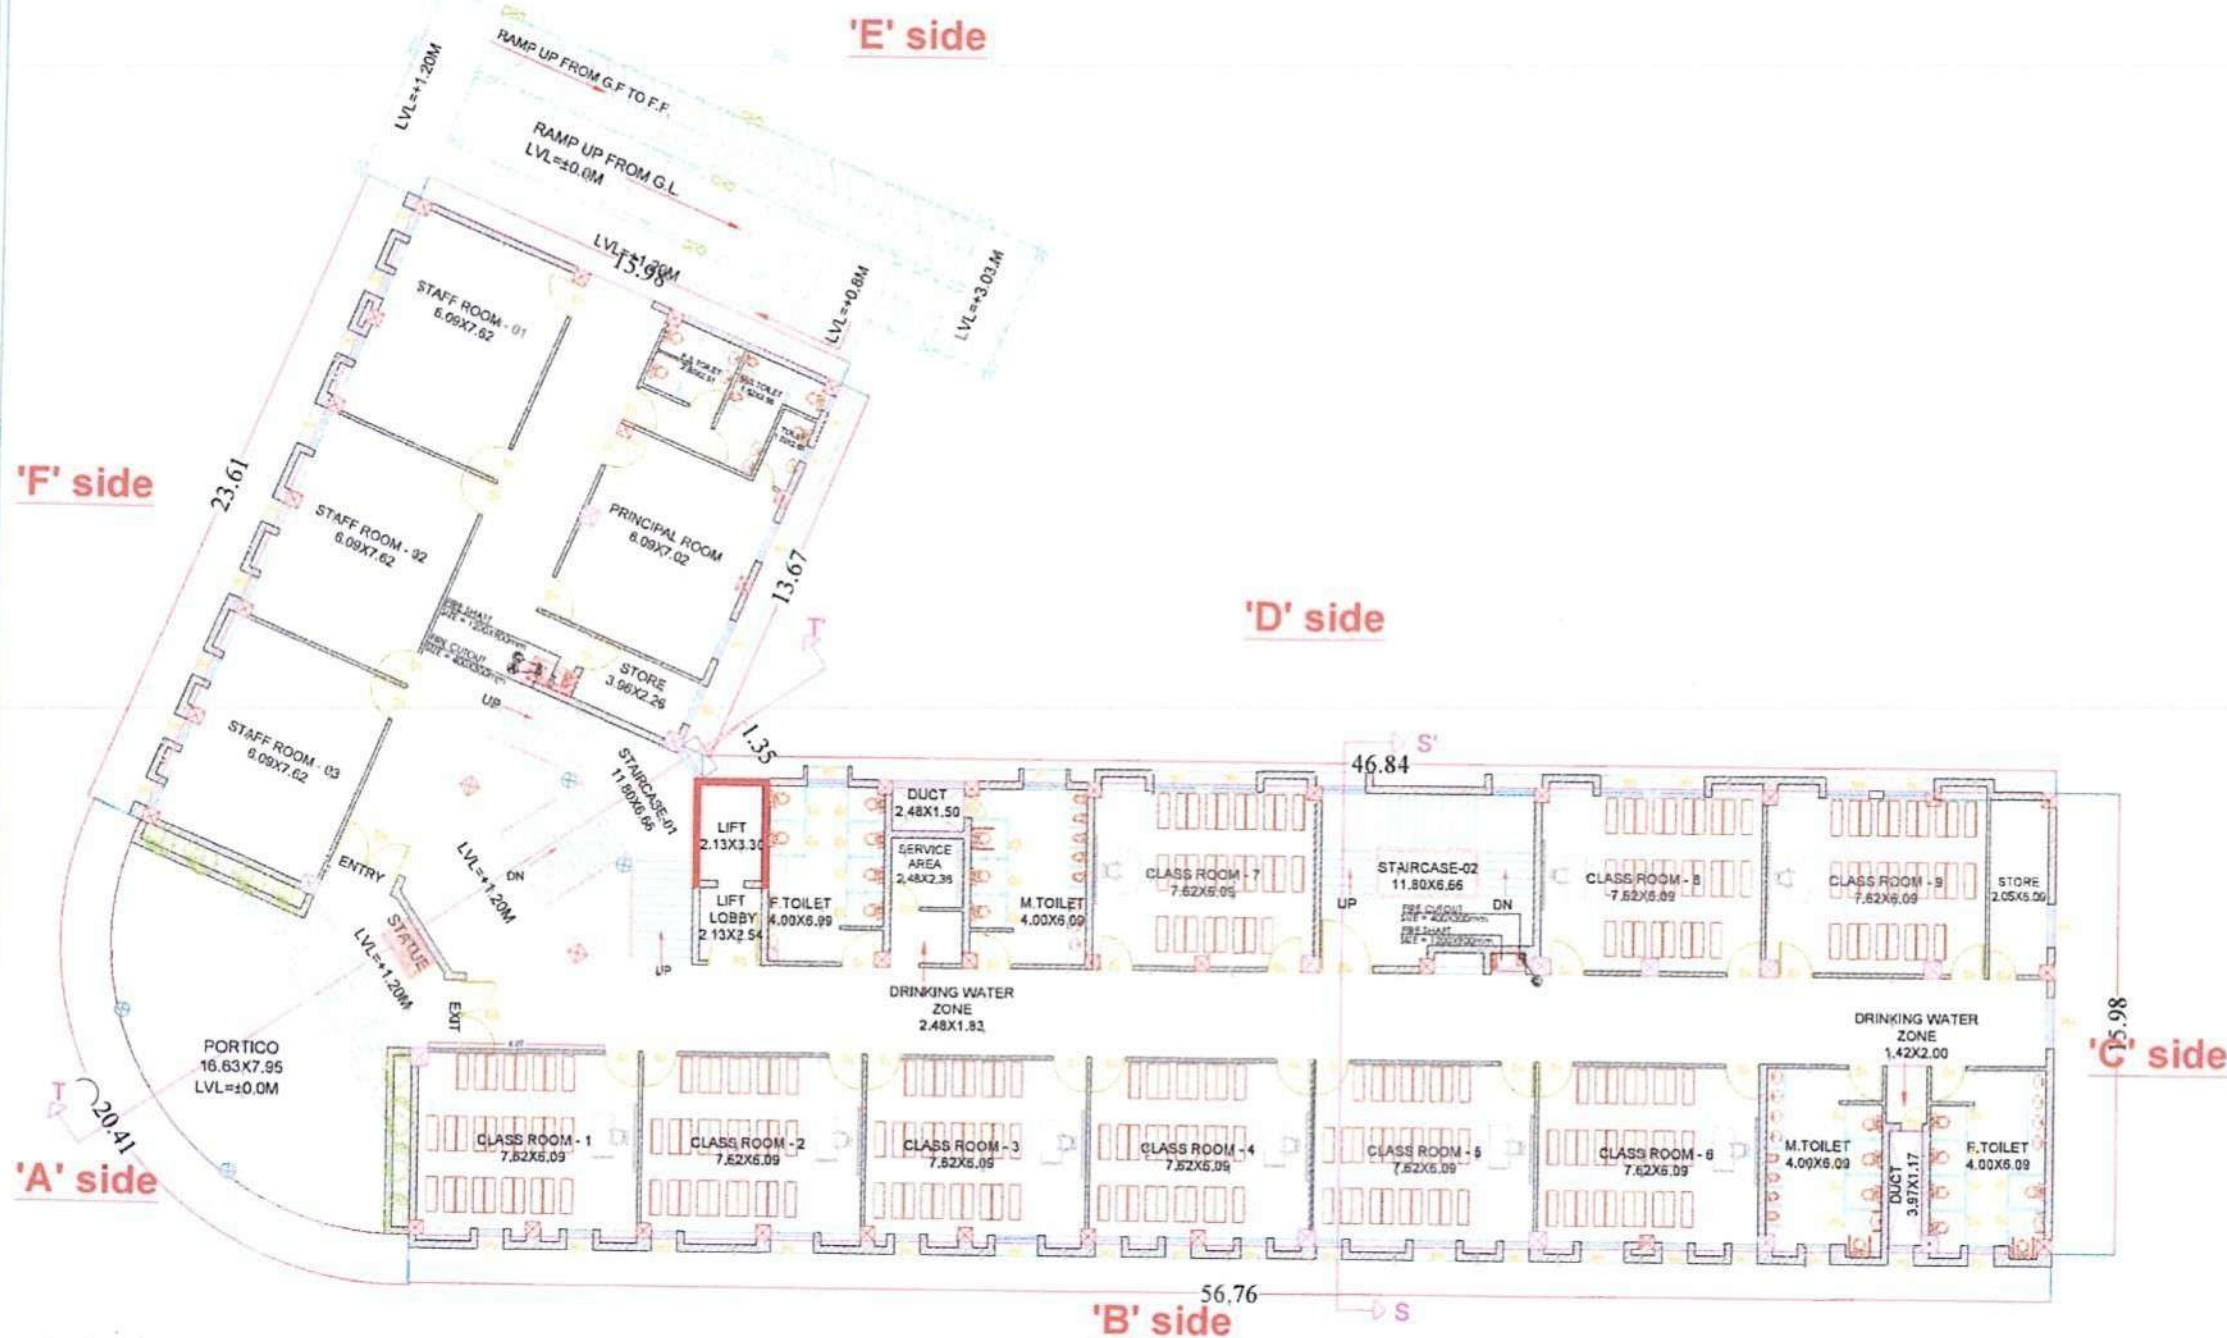 'E' side
RAMP UP FROM G.F TO F.F.
LVL=+1.20M
RAMP UP FROM G.L
LVL=±0.0M
LVL=+1.20M
15.98
LVL=+0.8M
LVL=+3.03.M
STAFF ROOM - 01
6.09X7.62
'F' side
23.61
STAFF ROOM - 02
6.09X7.62
PRINCIPAL ROOM
6.09X7.02
13.67
T'
'D' side
STORE
3.96X2.26
UP
STAFF ROOM - 03
6.09X7.62
STAIRCASE-01
11.80X6.66
1.35
S'
46.84
ENTRY
LVL=+1.20M
DN
STATUE
LVL=+1.20M
EXIT
UP
LIFT
2.13X3.30
LIFT
LOBBY
2.13X2.54
F.TOILET
4.00X6.09
DUCT
2.48X1.50
SERVICE
AREA
2.48X2.36
M.TOILET
4.00X6.09
CLASS ROOM - 7
7.62X6.09
STAIRCASE-02
11.80X6.66
UP
DN
FIRE CUTOUT
FIRE SHAFT
CLASS ROOM - 8
7.62X6.09
CLASS ROOM - 9
7.62X6.09
STORE
2.05X6.09
DRINKING WATER
ZONE
2.48X1.83
DRINKING WATER
ZONE
1.42X2.00
15.98
'C' side
PORTICO
16.63X7.95
LVL=±0.0M
T
20.41
'A' side
CLASS ROOM - 1
7.62X6.09
CLASS ROOM - 2
7.62X6.09
CLASS ROOM - 3
7.62X6.09
CLASS ROOM - 4
7.62X6.09
CLASS ROOM - 5
7.62X6.09
CLASS ROOM - 6
7.62X6.09
M.TOILET
4.00X6.09
DUCT
3.97X1.17
F.TOILET
4.00X6.09
56.76
'B' side
S